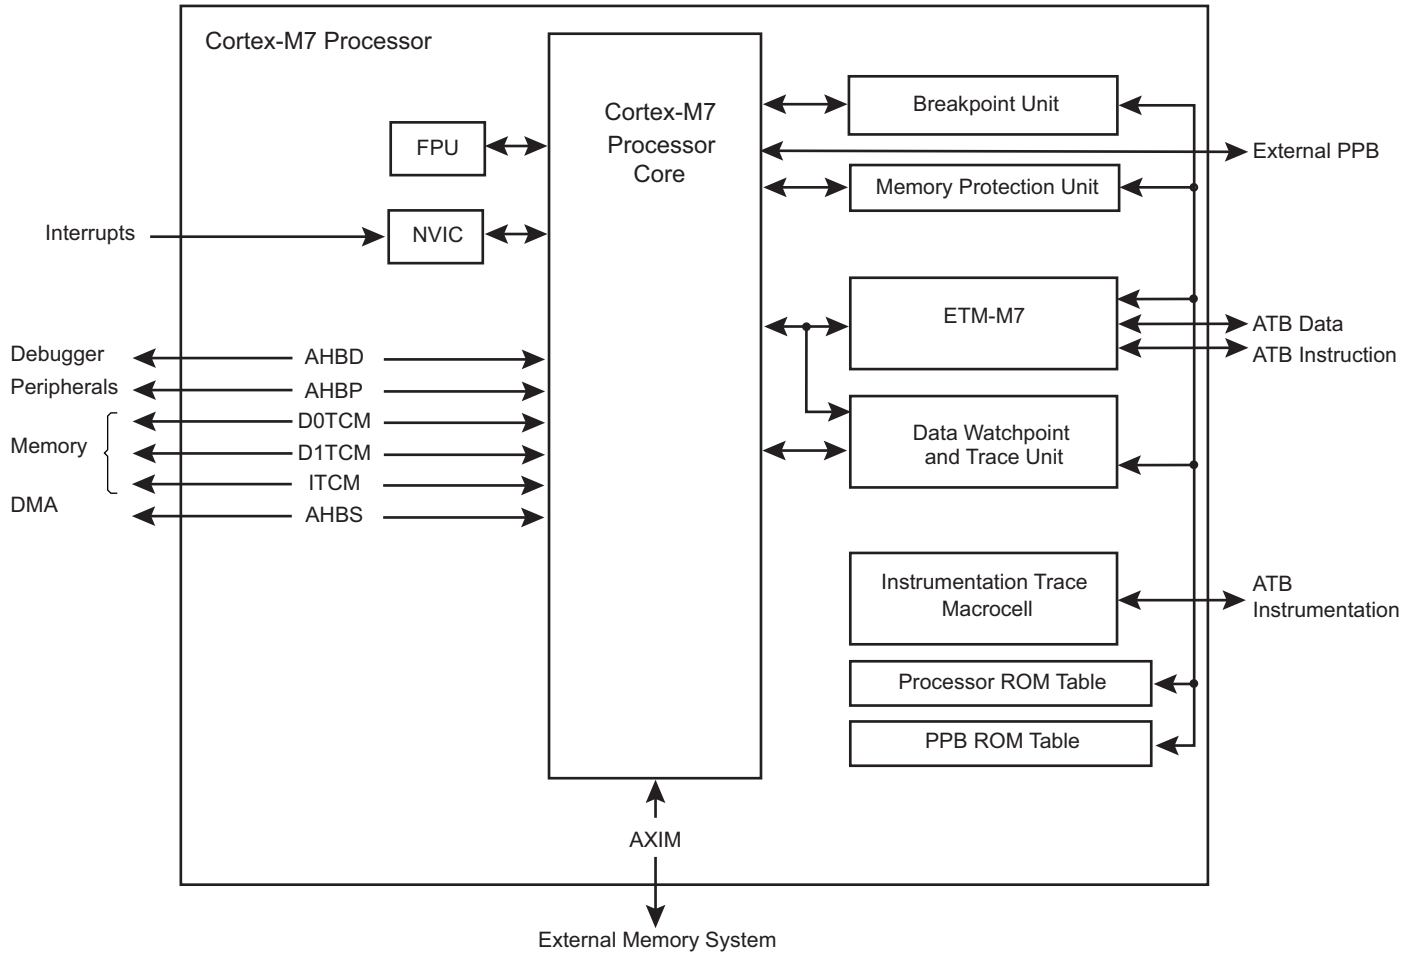 Cortex-M7 Processor
Cortex-M7
Processor
Core
FPU
NVIC
Interrupts
Debugger
Peripherals
Memory
DMA
AHBD
AHBP
D0TCM
D1TCM
ITCM
AHBS
Breakpoint Unit
External PPB
Memory Protection Unit
ETM-M7
ATB Data
ATB Instruction
Data Watchpoint
and Trace Unit
Instrumentation Trace
Macrocell
ATB
Instrumentation
Processor ROM Table
PPB ROM Table
AXIM
External Memory System